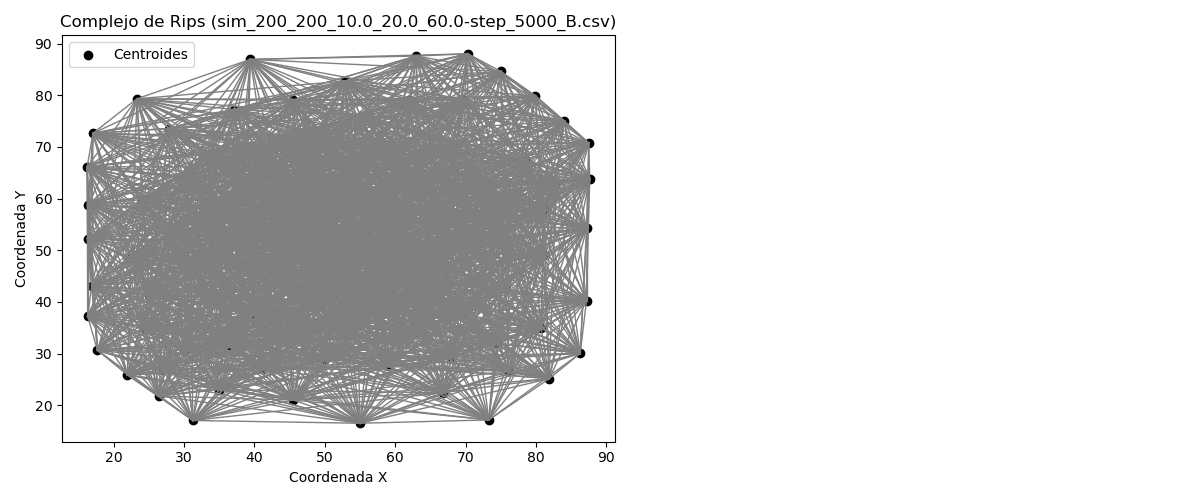 Complejo de Rips (sim_200_200_10.0_20.0_60.0-step_5000_B.csv)
Centroides
90
80
70
60
50
40
30
20
Coordenada Y
20 30 40 50 60 70 80 90
Coordenada X